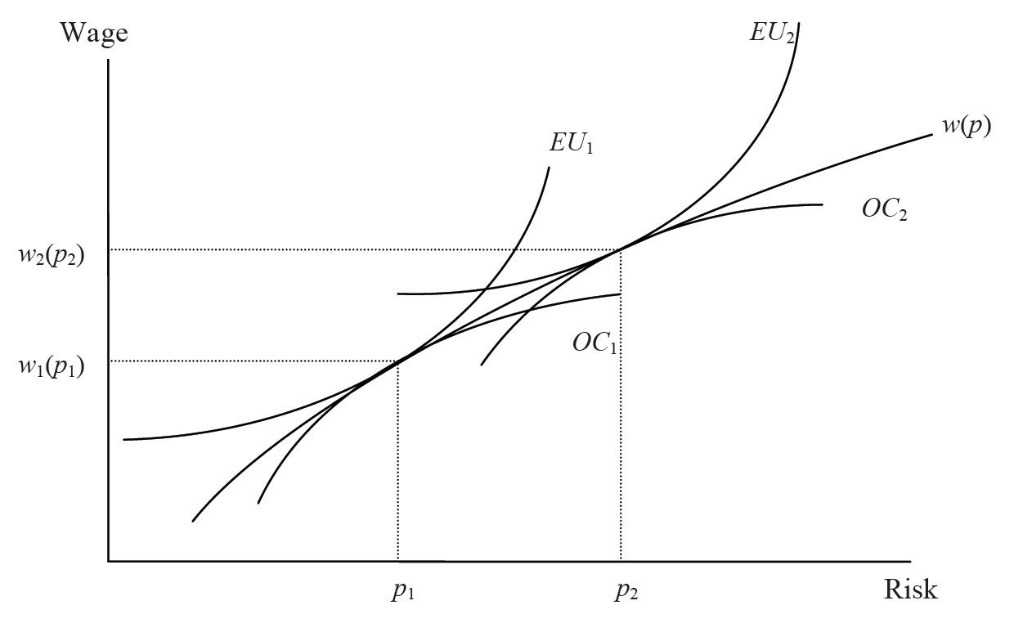 Wage
EU₂
w(p)
EU₁
OC₂
w₂(p₂)
OC₁
w₁(p₁)
p₁
p₂
Risk